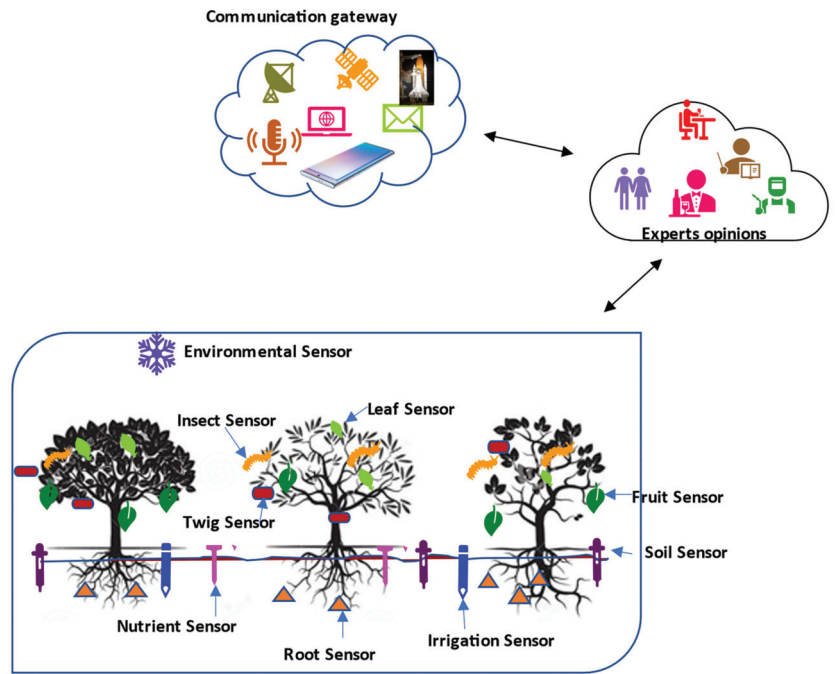 Communication gateway
Experts opinions
Environmental Sensor
Insect Sensor
Leaf Sensor
Twig Sensor
Fruit Sensor
Soil Sensor
Nutrient Sensor
Root Sensor
Irrigation Sensor